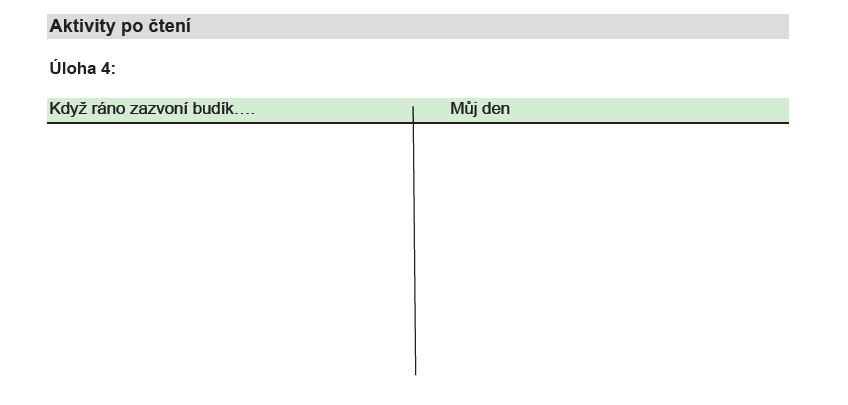 Aktivity po čtení
Úloha 4:
Když ráno zazvoní budík…. Můj den